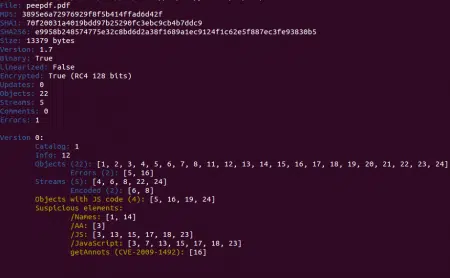 File: peepdf.pdf
MD5: 3895e6a72976929f8f5b414ffad6d42f
SHA1: 70f20031a4019bdd97b25290fc3ebc9cb4b7ddc9
SHA256: e9958b248574775e32c8bd6d2a38f1689a1ec9124f1c62e5f887ec3fe93830b5
Size: 13379 bytes
Version: 1.7
Binary: True
Linearized: False
Encrypted: True (RC4 128 bits)
Updates: 0
Objects: 22
Streams: 5
Comments: 0
Errors: 1
Version 0:
Catalog: 1
Info: 12
Objects (22): [1, 2, 3, 4, 5, 6, 7, 8, 11, 12, 13, 14, 15, 16, 17, 18, 19, 20, 21, 22, 23, 24]
Errors (2): [5, 16]
Streams (5): [4, 6, 8, 22, 24]
Encoded (2): [6, 8]
Objects with JS code (4): [5, 16, 19, 24]
Suspicious elements:
/Names: [1, 14]
/AA: [3]
/JS: [3, 13, 15, 17, 18, 23]
/JavaScript: [3, 7, 13, 15, 17, 18, 23]
getAnnots (CVE-2009-1492): [16]